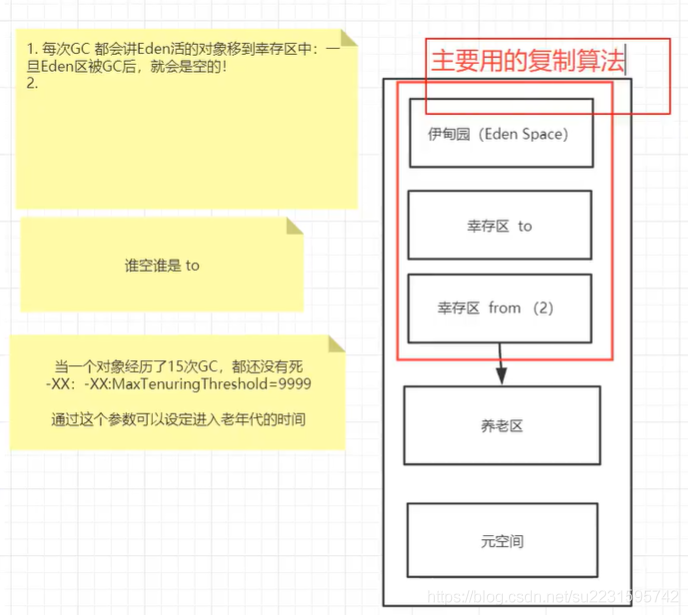 1. 每次GC 都会讲Eden活的对象移到幸存区中：一
旦Eden区被GC后，就会是空的！
2.
谁空谁是 to
当一个对象经历了15次GC，都还没有死
-XX：-XX:MaxTenuringThreshold=9999
通过这个参数可以设定进入老年代的时间
主要用的复制算法
伊甸园（Eden Space）
幸存区 to
幸存区 from （2）
养老区
元空间
https://blog.csdn.net/su2231595742